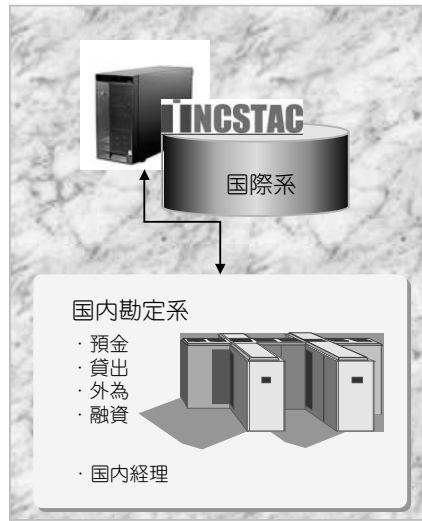 INCSTAC
国際系
国内勘定系
・預金
・貸出
・外為
・融資
・国内経理